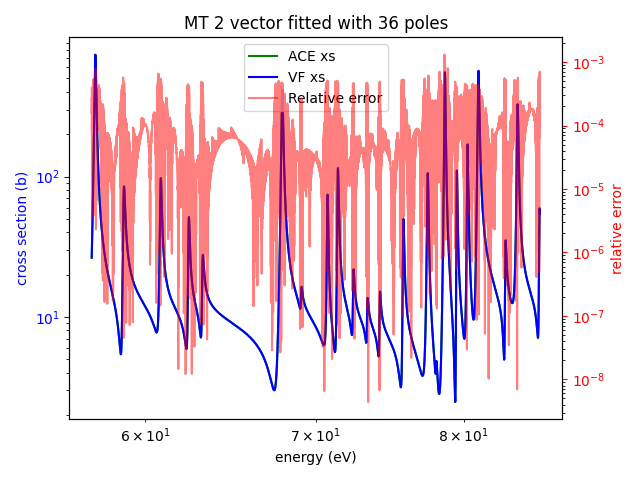 MT 2 vector fitted with 36 poles
ACE xs
VF xs
Relative error
10²
10¹
cross section (b)
10⁻³
10⁻⁴
10⁻⁵
10⁻⁶
10⁻⁷
10⁻⁸
relative error
6 × 10¹
7 × 10¹
8 × 10¹
energy (eV)